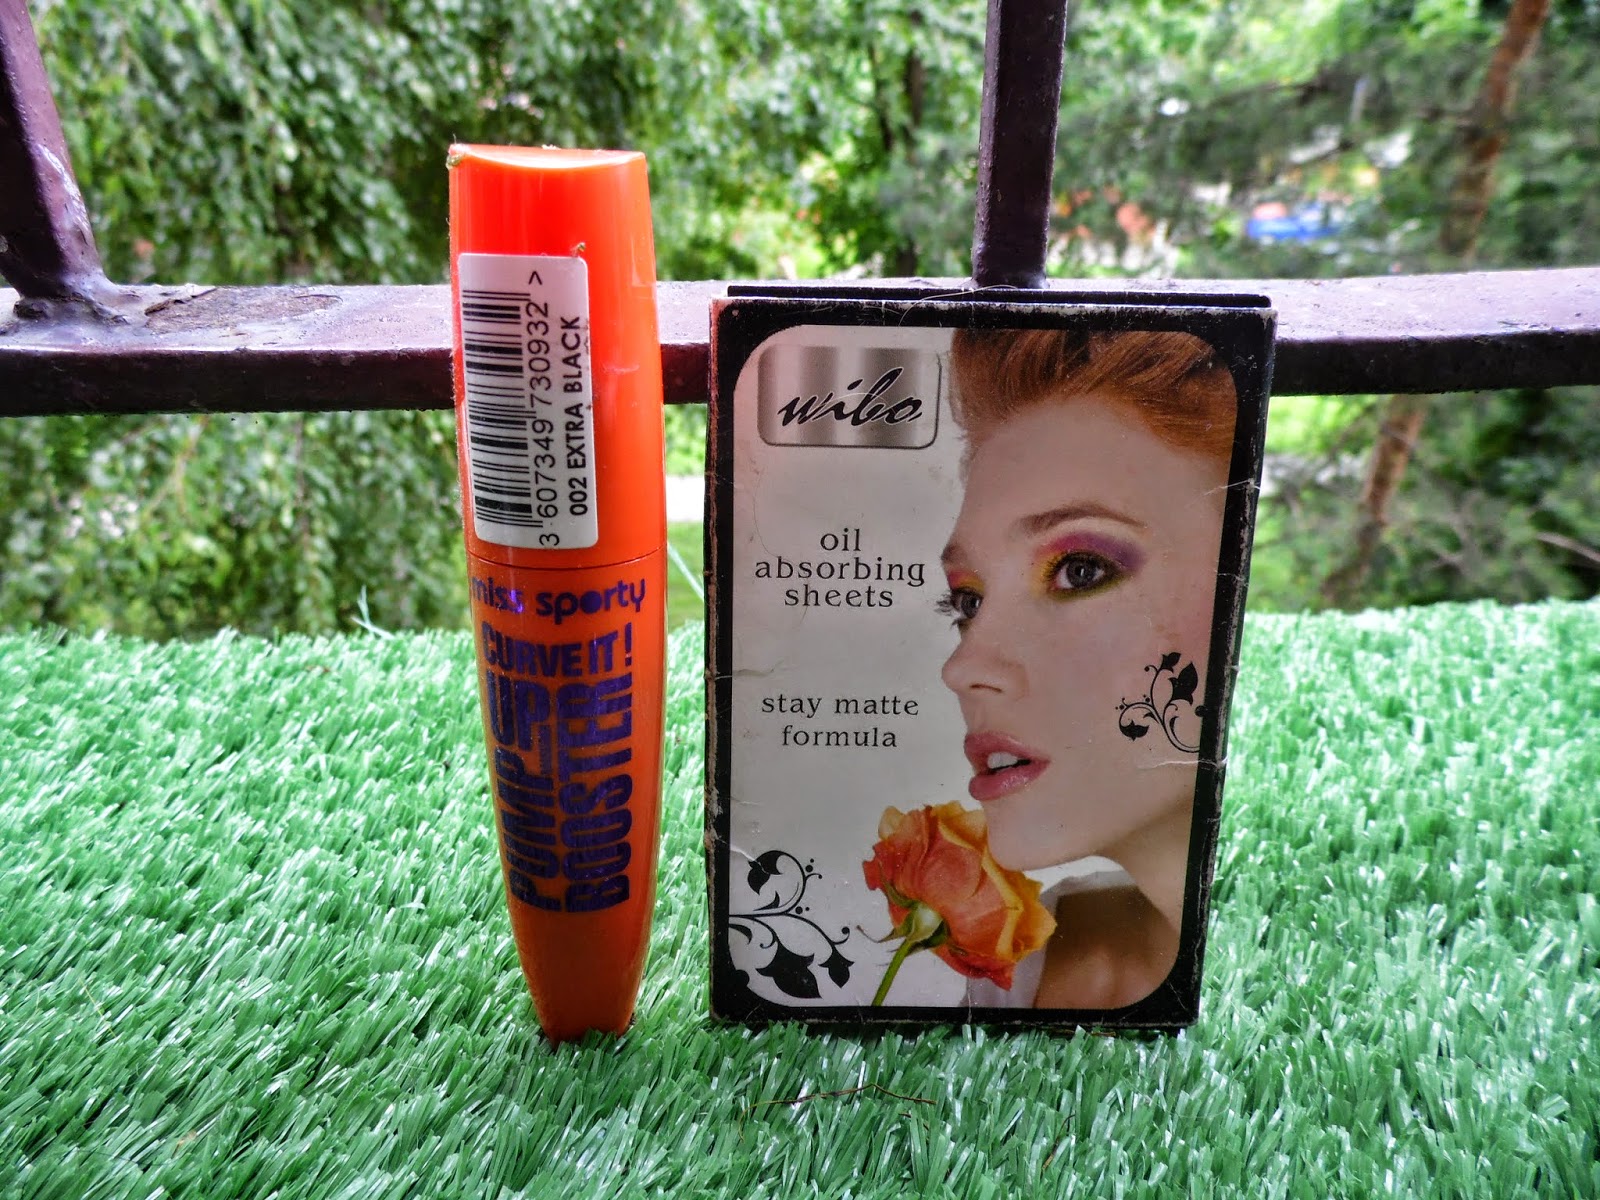 3 607349 730932 >
002 EXTRA BLACK
miss sporty
CURVE IT!
PUMP UP
BOOSTER
wibo
oil
absorbing
sheets
stay matte
formula